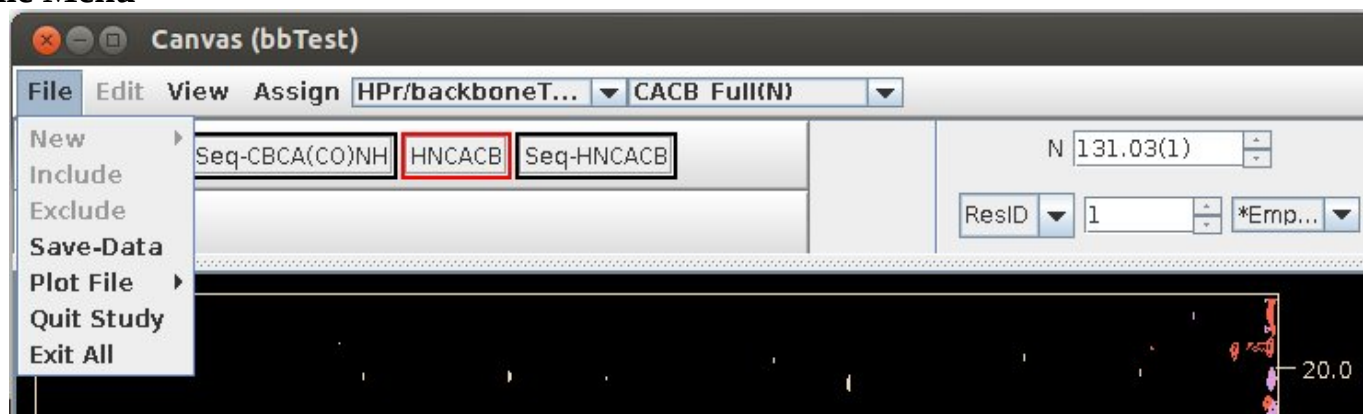 Menu
Canvas (bbTest)
File Edit View Assign HPr/backboneT... CACB Full(N)
New
Include
Exclude
Save-Data
Plot File
Quit Study
Exit All
Seq-CBCA(CO)NH HNCACB Seq-HNCACB
N 131.03(1)
ResID 1 *Emp...
20.0